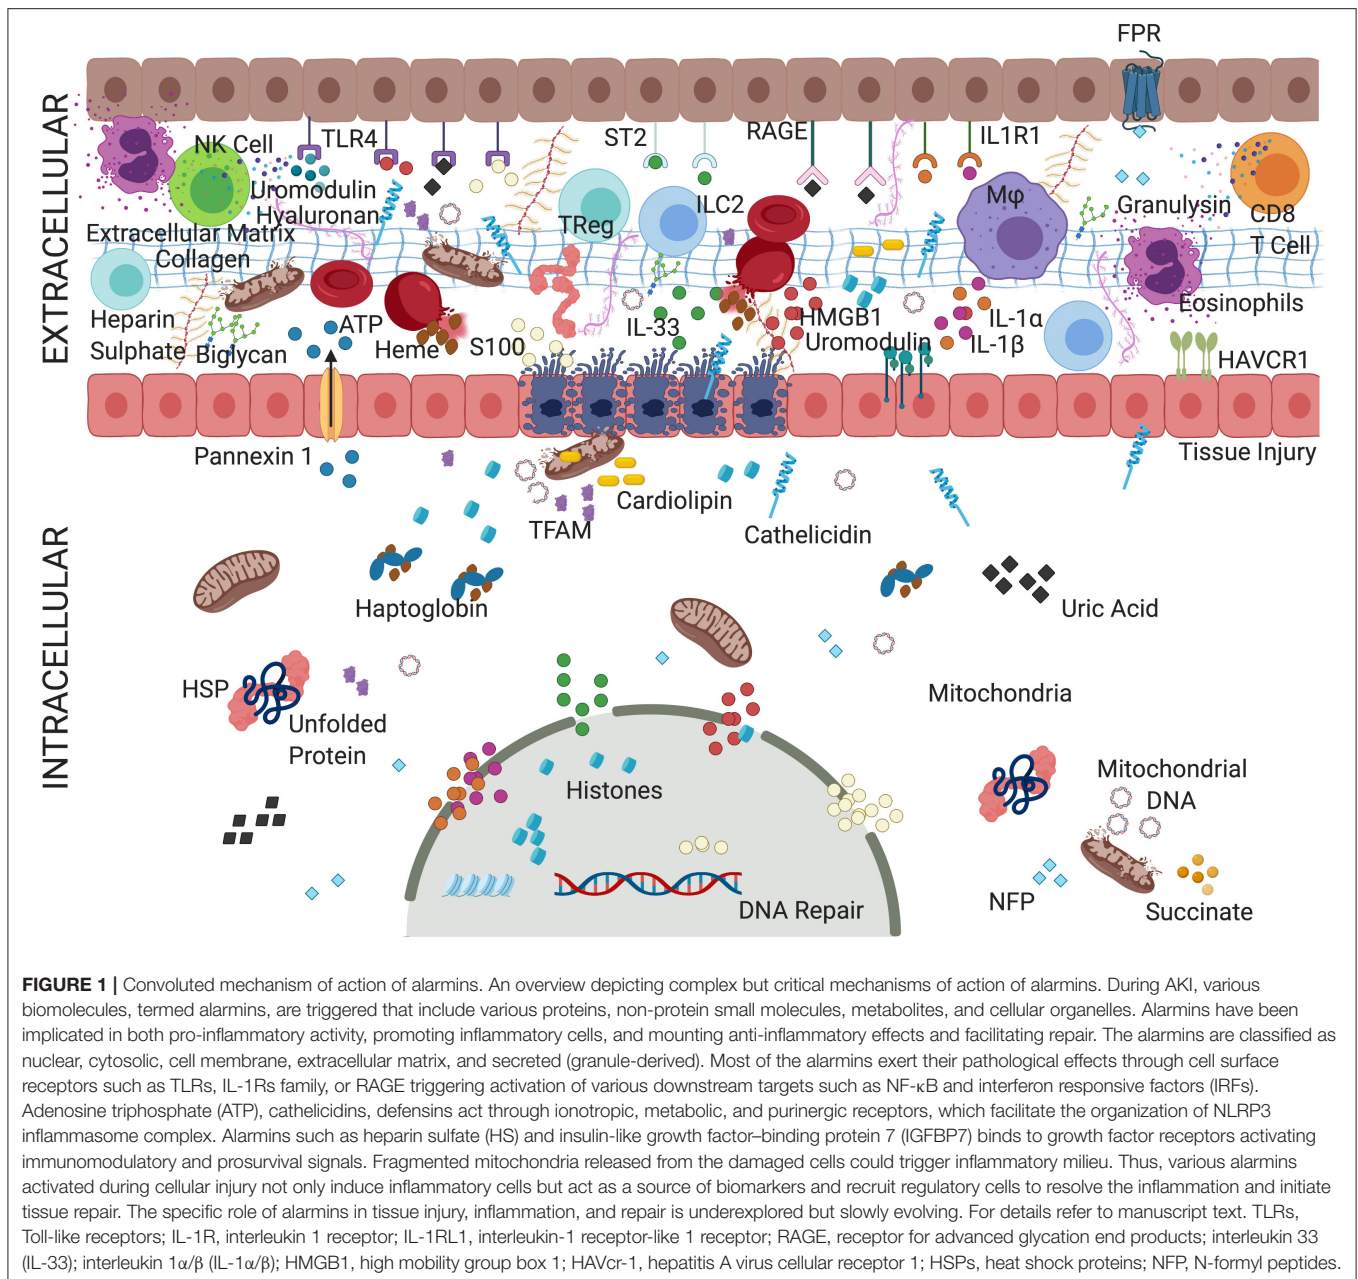 FPR
EXTRACELLULAR
NK Cell
TLR4
ST2
RAGE
IL1R1
Uromodulin
Hyaluronan
Extracellular Matrix
Collagen
TReg
ILC2
Mφ
Granulysin
CD8
T Cell
Heparin
Sulphate
Biglycan
ATP
Heme
S100
IL-33
HMGB1
Uromodulin
IL-1α
IL-1β
Eosinophils
HAVCR1
Pannexin 1
Tissue Injury
INTRACELLULAR
TFAM
Cardiolipin
Cathelicidin
Haptoglobin
Uric Acid
HSP
Unfolded
Protein
Mitochondria
Histones
Mitochondrial
DNA
DNA Repair
NFP
Succinate
FIGURE 1 | Convoluted mechanism of action of alarmins. An overview depicting complex but critical mechanisms of action of alarmins. During AKI, various
biomolecules, termed alarmins, are triggered that include various proteins, non-protein small molecules, metabolites, and cellular organelles. Alarmins have been
implicated in both pro-inflammatory activity, promoting inflammatory cells, and mounting anti-inflammatory effects and facilitating repair. The alarmins are classified as
nuclear, cytosolic, cell membrane, extracellular matrix, and secreted (granule-derived). Most of the alarmins exert their pathological effects through cell surface
receptors such as TLRs, IL-1Rs family, or RAGE triggering activation of various downstream targets such as NF-κB and interferon responsive factors (IRFs).
Adenosine triphosphate (ATP), cathelicidins, defensins act through ionotropic, metabolic, and purinergic receptors, which facilitate the organization of NLRP3
inflammasome complex. Alarmins such as heparin sulfate (HS) and insulin-like growth factor–binding protein 7 (IGFBP7) binds to growth factor receptors activating
immunomodulatory and prosurvival signals. Fragmented mitochondria released from the damaged cells could trigger inflammatory milieu. Thus, various alarmins
activated during cellular injury not only induce inflammatory cells but act as a source of biomarkers and recruit regulatory cells to resolve the inflammation and initiate
tissue repair. The specific role of alarmins in tissue injury, inflammation, and repair is underexplored but slowly evolving. For details refer to manuscript text. TLRs,
Toll-like receptors; IL-1R, interleukin 1 receptor; IL-1RL1, interleukin-1 receptor-like 1 receptor; RAGE, receptor for advanced glycation end products; interleukin 33
(IL-33); interleukin 1α/β (IL-1α/β); HMGB1, high mobility group box 1; HAVcr-1, hepatitis A virus cellular receptor 1; HSPs, heat shock proteins; NFP, N-formyl peptides.